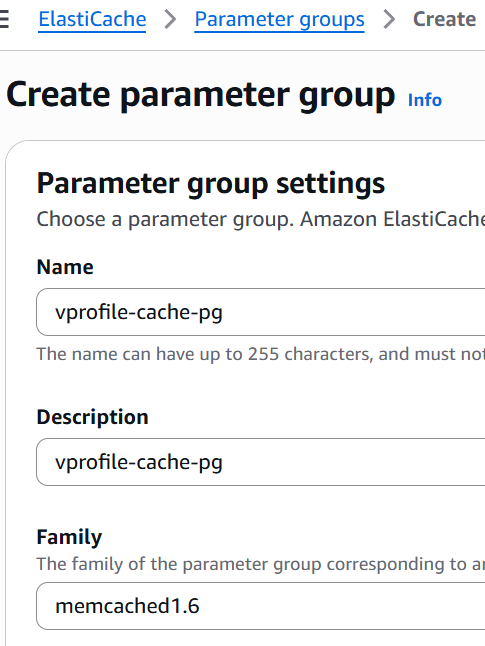 ElastiCache > Parameter groups > Create
Create parameter group Info
Parameter group settings
Choose a parameter group. Amazon ElastiCache
Name
vprofile-cache-pg
The name can have up to 255 characters, and must not
Description
vprofile-cache-pg
Family
The family of the parameter group corresponding to an
memcached1.6